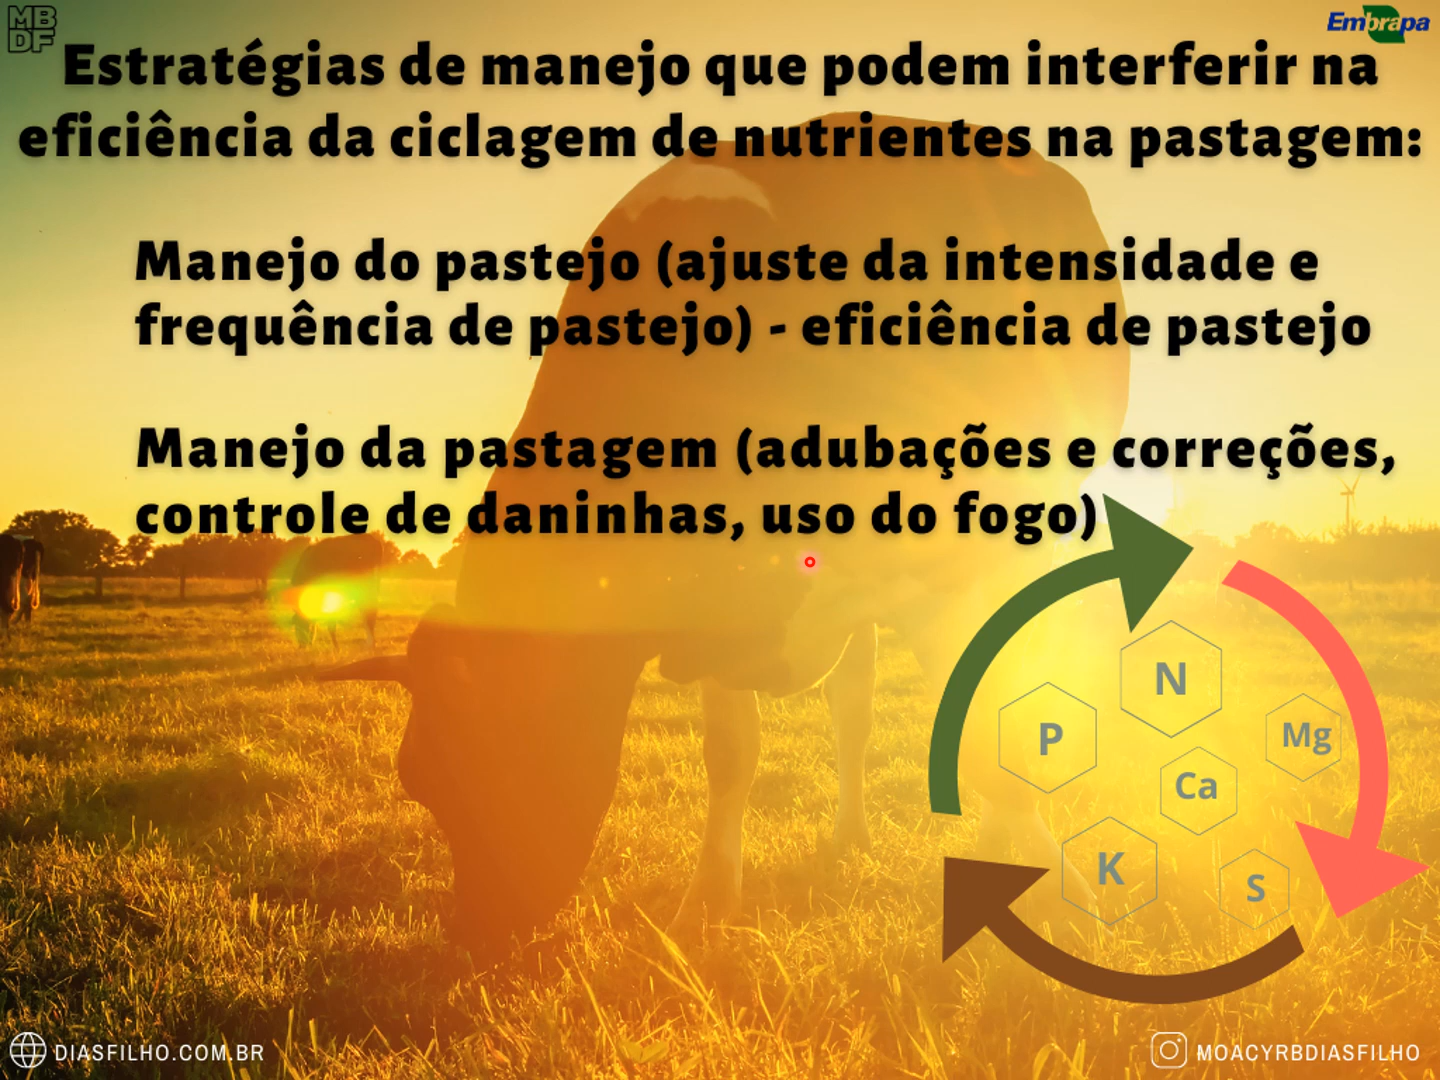 MB
DF
Embrapa
Estratégias de manejo que podem interferir na
eficiência da ciclagem de nutrientes na pastagem:
Manejo do pastejo (ajuste da intensidade e
frequência de pastejo) - eficiência de pastejo
Manejo da pastagem (adubações e correções,
controle de daninhas, uso do fogo)
N
P
Mg
Ca
K
S
DIASFILHO.COM.BR
MOACYRBDIASFILHO